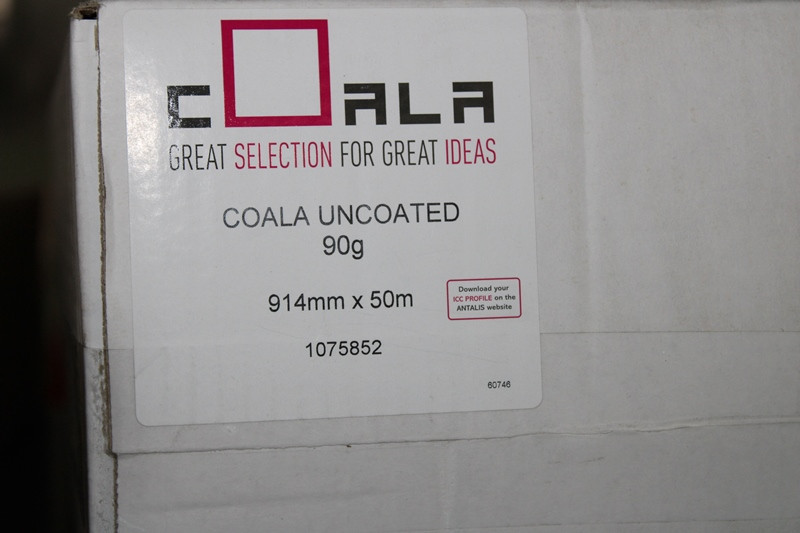 COALA
GREAT SELECTION FOR GREAT IDEAS
COALA UNCOATED
90g
914mm x 50m
Download your
ICC PROFILE on the
ANTALIS website
1075852
60746